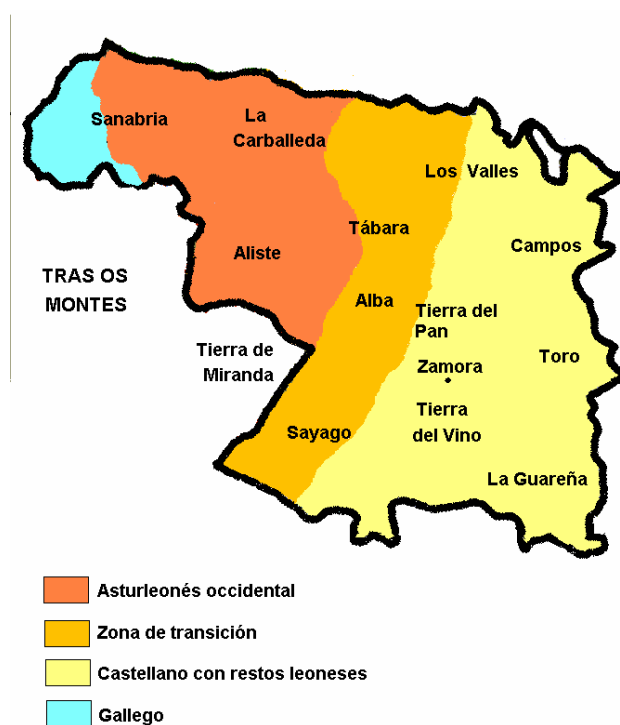 Sanabria
La
Carballeda
Los Valles
Tábara
Campos
Aliste
TRAS OS
MONTES
Alba
Tierra del
Pan
Tierra de
Miranda
Zamora
Toro
Tierra
del Vino
Sayago
La Guareña
Asturleonés occidental
Zona de transición
Castellano con restos leoneses
Gallego